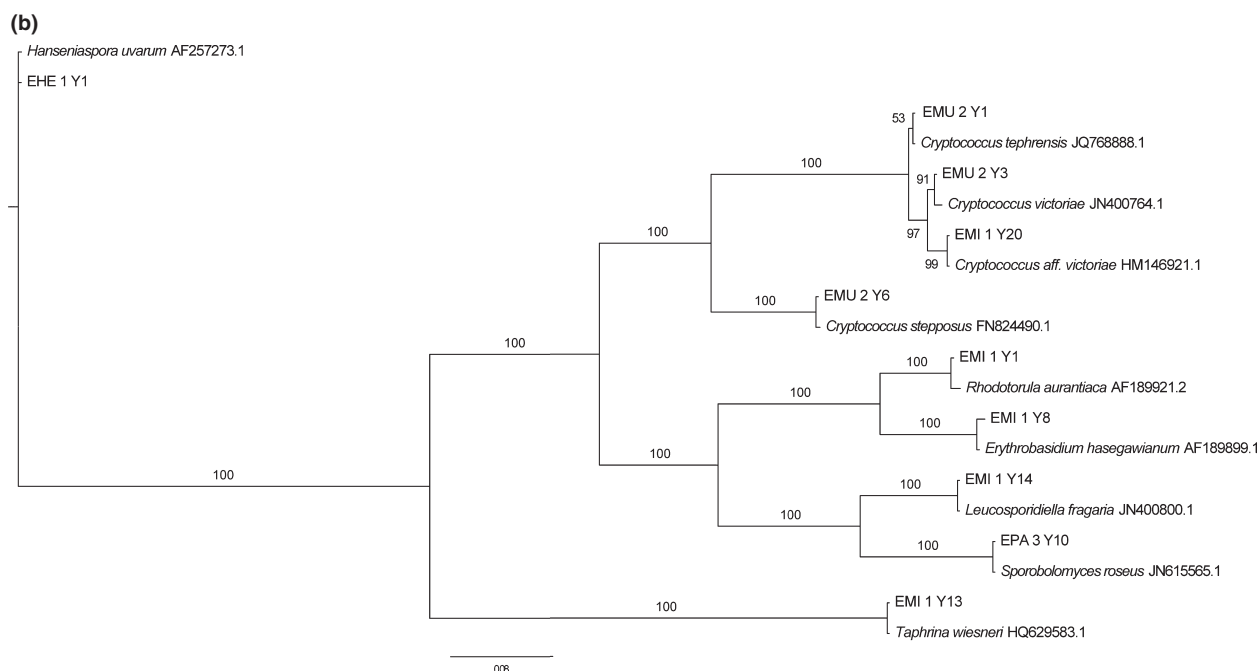 (b)
Hanseniaspora uvarum AF257273.1
EHE 1 Y1
EMU 2 Y1
53
Cryptococcus tephrensis JQ768888.1
100
EMU 2 Y3
91
Cryptococcus victoriae JN400764.1
97
EMI 1 Y20
100
99
Cryptococcus aff. victoriae HM146921.1
EMU 2 Y6
100
Cryptococcus stepposus FN824490.1
100
EMI 1 Y1
100
Rhodotorula aurantiaca AF189921.2
100
EMI 1 Y8
100
Erythrobasidium hasegawianum AF189899.1
100
100
EMI 1 Y14
100
Leucosporidiella fragaria JN400800.1
100
EPA 3 Y10
100
Sporobolomyces roseus JN615565.1
EMI 1 Y13
100
Taphrina wiesneri HQ629583.1